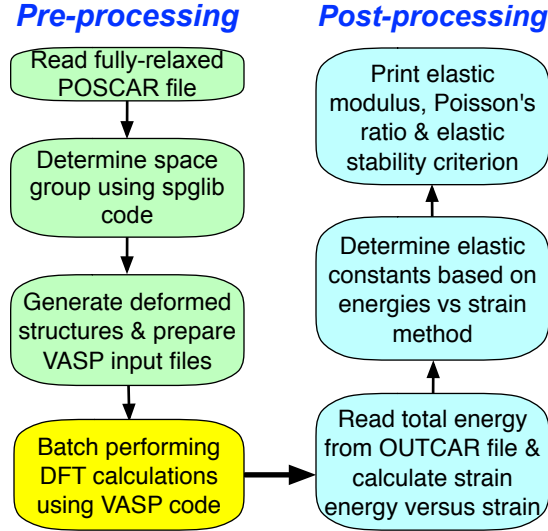 Pre-processing
Read fully-relaxed
POSCAR file
Determine space
group using spglib
code
Generate deformed
structures & prepare
VASP input files
Batch performing
DFT calculations
using VASP code
Post-processing
Print elastic
modulus, Poisson's
ratio & elastic
stability criterion
Determine elastic
constants based on
energies vs strain
method
Read total energy
from OUTCAR file &
calculate strain
energy versus strain